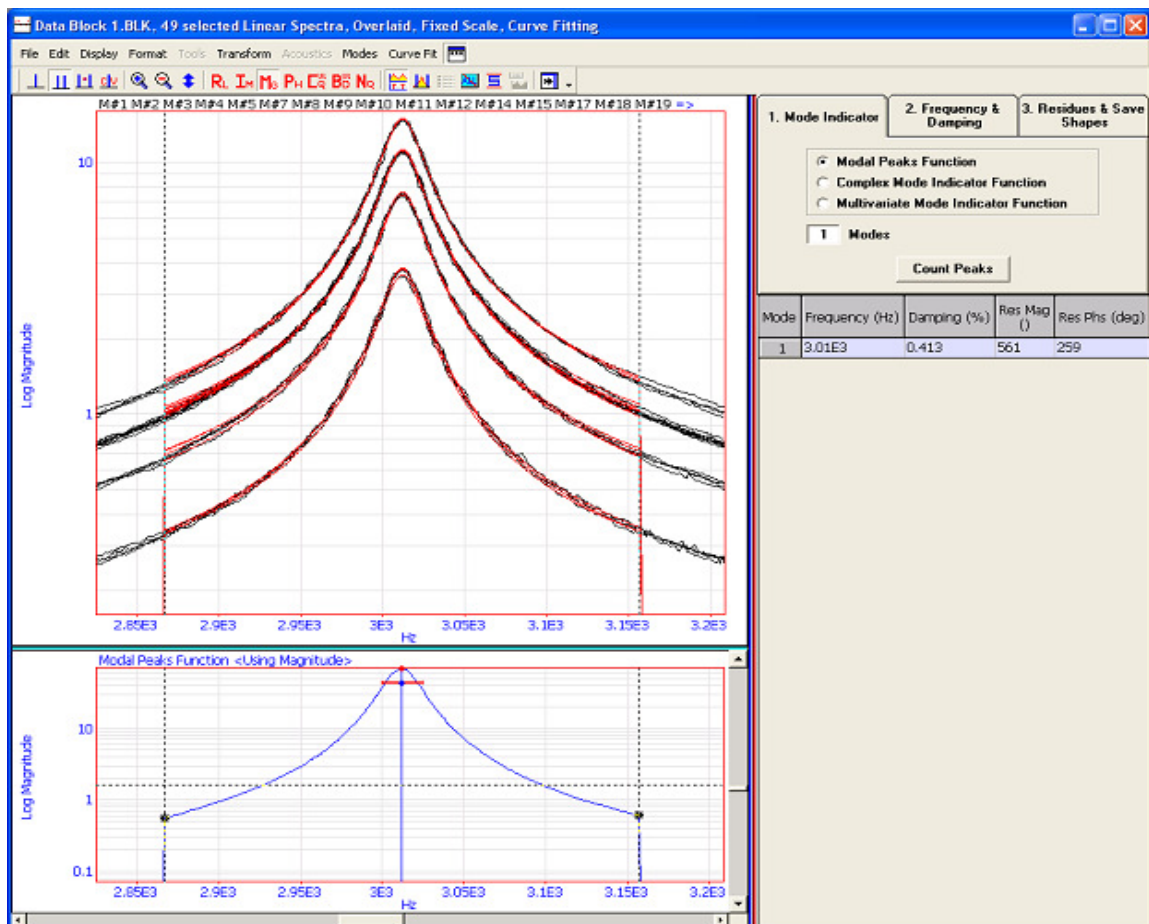 Data Block 1.BLK, 49 selected Linear Spectra, Overlaid, Fixed Scale, Curve Fitting
File Edit Display Format Tools Transform Acoustics Modes Curve Fit
M#1 M#2 M#3 M#4 M#5 M#7 M#8 M#9 M#10 M#11 M#12 M#14 M#15 M#17 M#18 M#19 =>
10
1
Log Magnitude
2.85E3 2.9E3 2.95E3 3E3 3.05E3 3.1E3 3.15E3 3.2E3
Hz
Modal Peaks Function <Using Magnitude>
10
1
0.1
Log Magnitude
2.85E3 2.9E3 2.95E3 3E3 3.05E3 3.1E3 3.15E3 3.2E3
Hz
1. Mode Indicator
2. Frequency & Damping
3. Residues & Save Shapes
Modal Peaks Function
Complex Mode Indicator Function
Multivariate Mode Indicator Function
1 Modes
Count Peaks
Mode Frequency (Hz) Damping (%) Res Mag () Res Phs (deg)
1 3.01E3 0.413 561 259